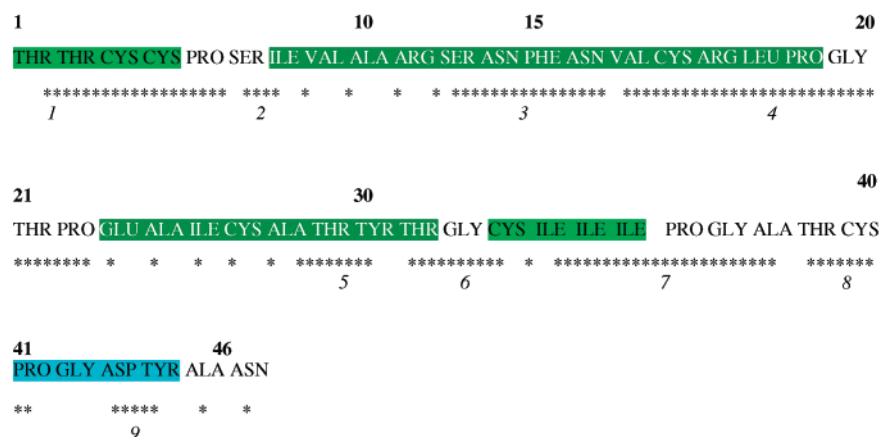 1 10 15 20
THR THR CYS CYS PRO SER ILE VAL ALA ARG SER ASN PHE ASN VAL CYS ARG LEU PRO GLY
******************* **** * * * * **************** **************************
1 2 3 4
21 30 40
THR PRO GLU ALA ILE CYS ALA THR TYR THR GLY CYS ILE ILE ILE PRO GLY ALA THR CYS
******** * * * * * ******** ********** * *********************** *******
5 6 7 8
41 46
PRO GLY ASP TYR ALA ASN
** ***** * *
9